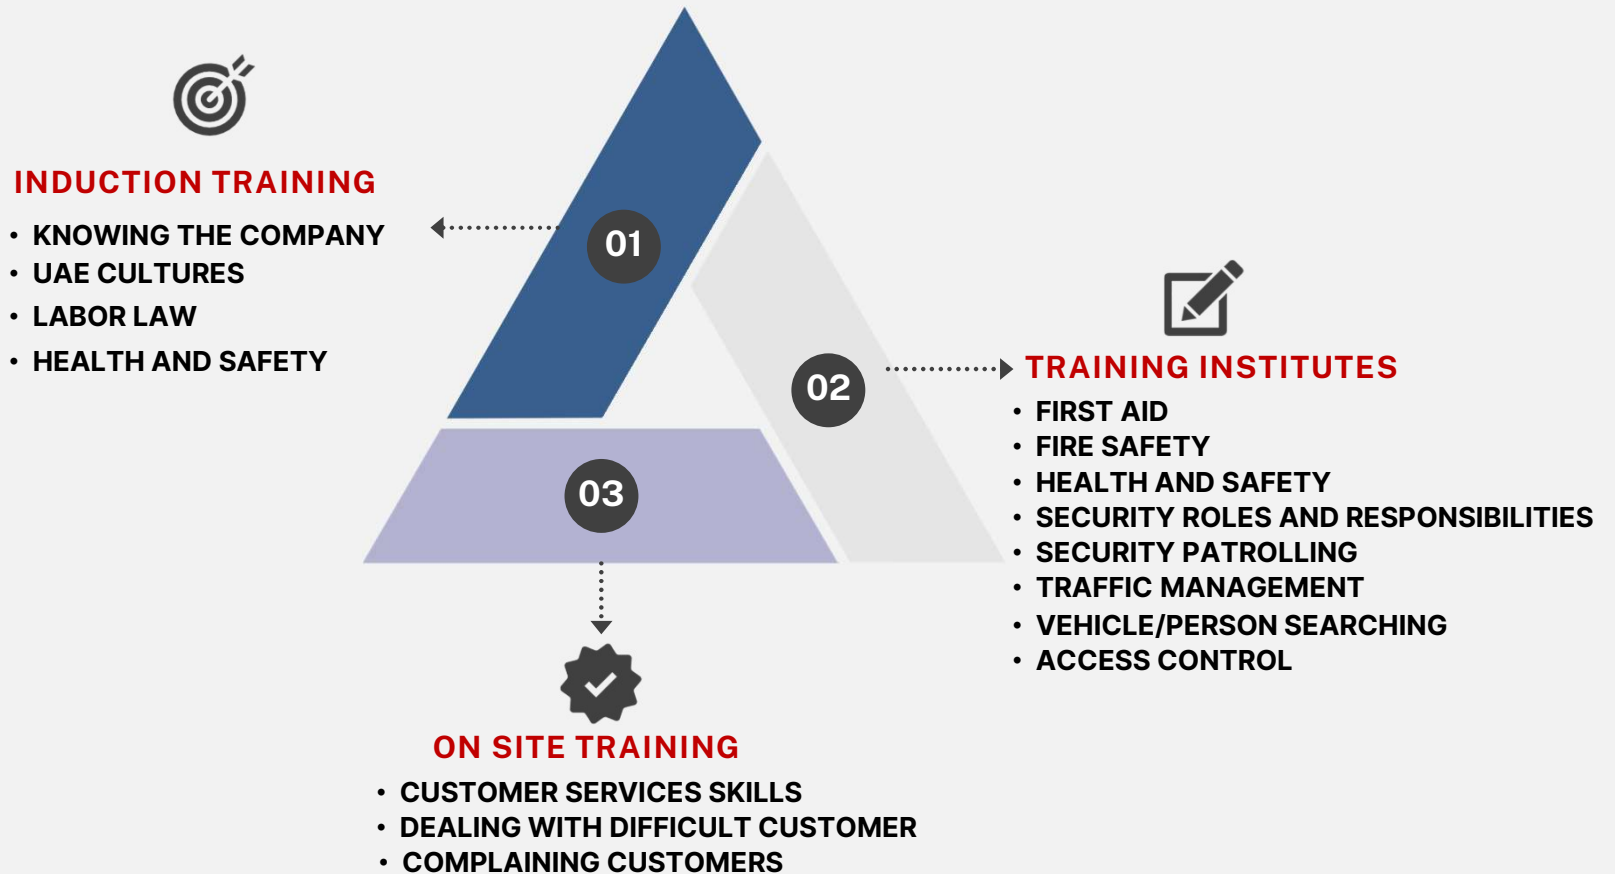 INDUCTION TRAINING
• KNOWING THE COMPANY
• UAE CULTURES
• LABOR LAW
• HEALTH AND SAFETY
01
02
03
TRAINING INSTITUTES
• FIRST AID
• FIRE SAFETY
• HEALTH AND SAFETY
• SECURITY ROLES AND RESPONSIBILITIES
• SECURITY PATROLLING
• TRAFFIC MANAGEMENT
• VEHICLE/PERSON SEARCHING
• ACCESS CONTROL
ON SITE TRAINING
• CUSTOMER SERVICES SKILLS
• DEALING WITH DIFFICULT CUSTOMER
• COMPLAINING CUSTOMERS